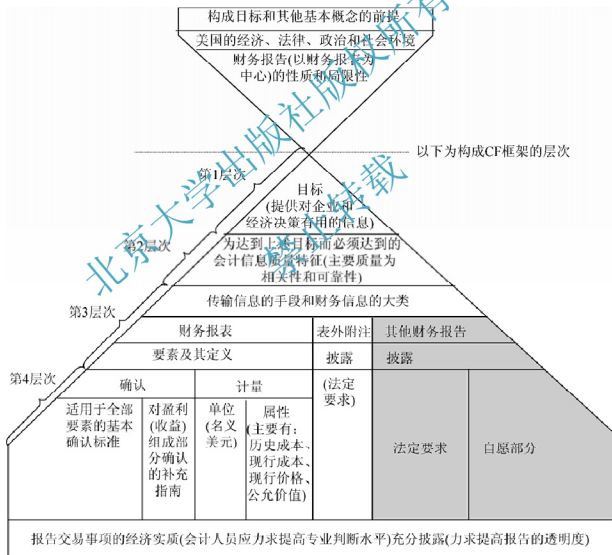 构成目标和其他基本概念的前提
美国的经济、法律、政治和社会环境
财务报告(以财务报表为
中心)的性质和局限性
以下为构成CF框架的层次
第1层次
目标
(提供对企业和
经济决策有用的信息)
第2层次
为达到上述目标而必须达到的
会计信息质量特征(主要质量为
相关性和可靠性)
第3层次
传输信息的手段和财务信息的大类
财务报表
表外附注
其他财务报告
要素及其定义
披露
披露
第4层次
确认
计量
(法定
要求)
适用于全部
要素的基本
确认标准
对盈利
(收益)
组成部
分确认
的补充
指南
单位
(名义
美元)
属性
(主要有:
历史成本、
现行成本、
现行价格、
公允价值)
法定要求
自愿部分
报告交易事项的经济实质(会计人员应力求提高专业判断水平)充分披露(力求提高报告的透明度)
北京大学出版社版权所有
禁止转载